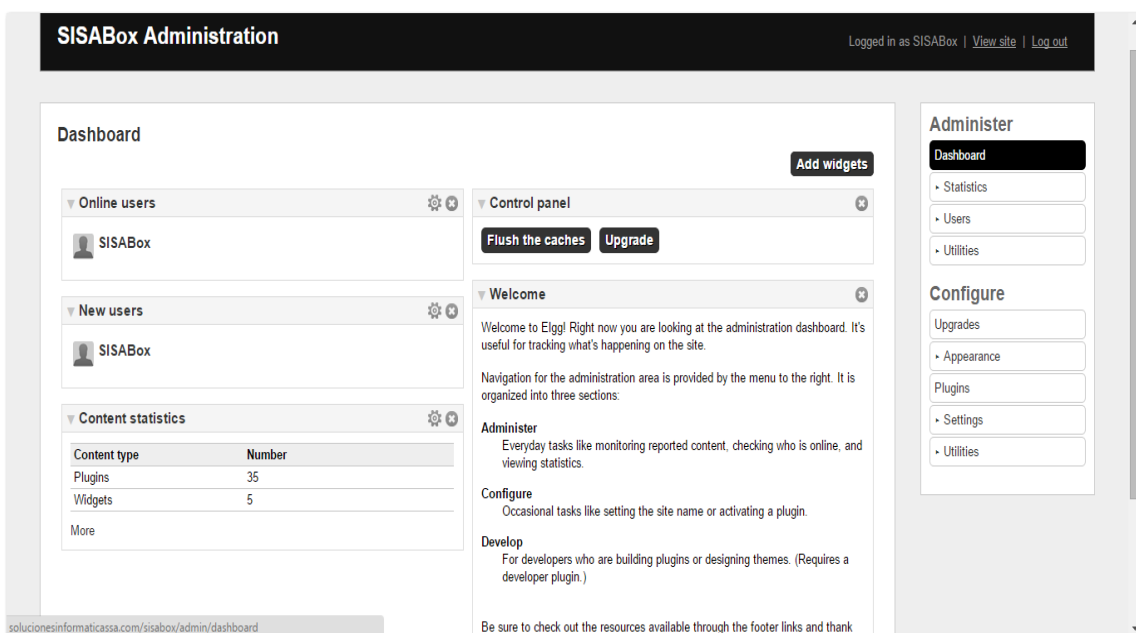 SISABox Administration
Logged in as SISABox | View site | Log out
Dashboard
Add widgets
Online users
SISABox
New users
SISABox
Content statistics
Content type Number
Plugins 35
Widgets 5
More
Control panel
Flush the caches Upgrade
Welcome
Welcome to Elgg! Right now you are looking at the administration dashboard. It's
useful for tracking what's happening on the site.
Navigation for the administration area is provided by the menu to the right. It is
organized into three sections:
Administer
Everyday tasks like monitoring reported content, checking who is online, and
viewing statistics.
Configure
Occasional tasks like setting the site name or activating a plugin.
Develop
For developers who are building plugins or designing themes. (Requires a
developer plugin.)
Be sure to check out the resources available through the footer links and thank
Administer
Dashboard
Statistics
Users
Utilities
Configure
Upgrades
Appearance
Plugins
Settings
Utilities
solucionesinformaticassa.com/sisabox/admin/dashboard